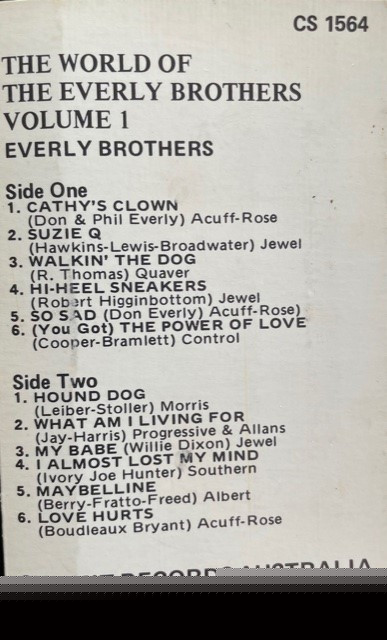 CS 1564
THE WORLD OF
THE EVERLY BROTHERS
VOLUME 1
EVERLY BROTHERS
Side One
1. CATHY'S CLOWN
(Don & Phil Everly) Acuff-Rose
2. SUZIE Q
(Hawkins-Lewis-Broadwater) Jewel
3. WALKIN' THE DOG
(R. Thomas) Quaver
4. HI-HEEL SNEAKERS
(Robert Higginbottom) Jewel
5. SO SAD (Don Everly) Acuff-Rose)
6. (You Got) THE POWER OF LOVE
(Cooper-Bramlett) Control
Side Two
1. HOUND DOG
(Leiber-Stoller) Morris
2. WHAT AM I LIVING FOR
(Jay-Harris) Progressive & Allans
3. MY BABE (Willie Dixon) Jewel
4. I ALMOST LOST MY MIND
(Ivory Joe Hunter) Southern
5. MAYBELLINE
(Berry-Fratto-Freed) Albert
6. LOVE HURTS
(Boudleaux Bryant) Acuff-Rose
RECORDS AUSTRALIA